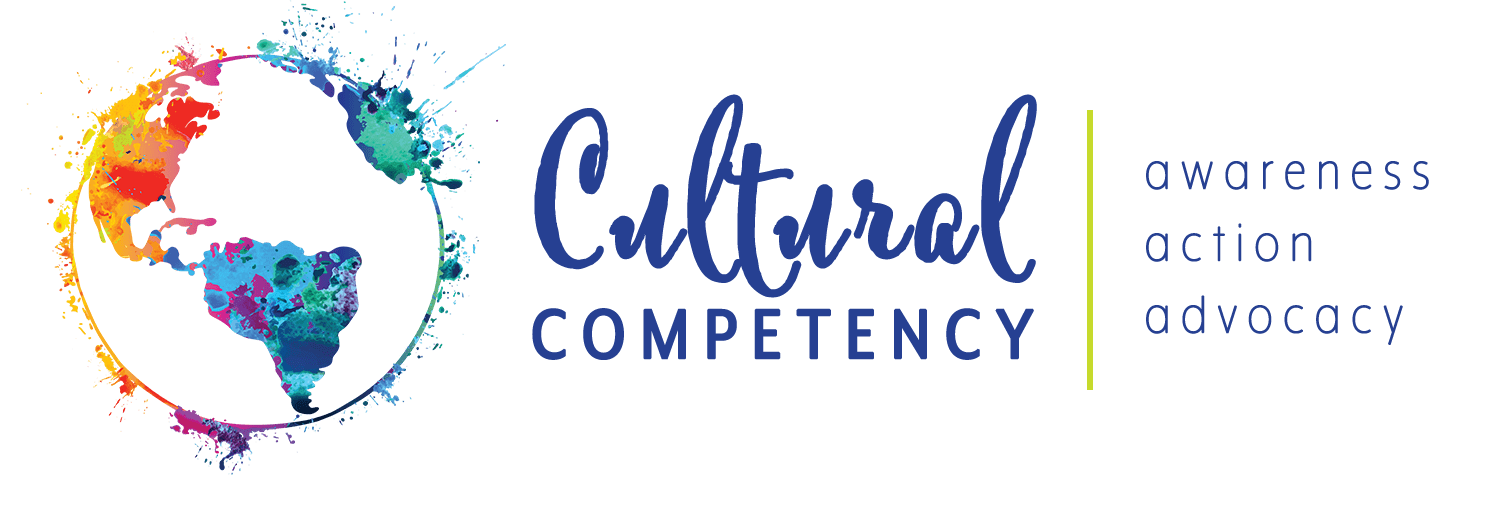 Cultural
COMPETENCY
awareness
action
advocacy